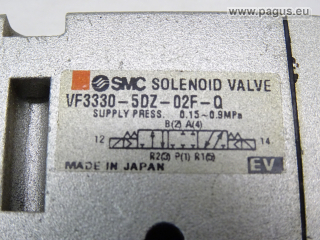 © www.pagus.eu
SMC SOLENOID VALVE
VF3330-5DZ-02F-Q
SUPPLY PRESS. 0.15~0.9MPa
B(2) A(4)
12 14
R2(3) P(1) R1(5)
MADE IN JAPAN EV